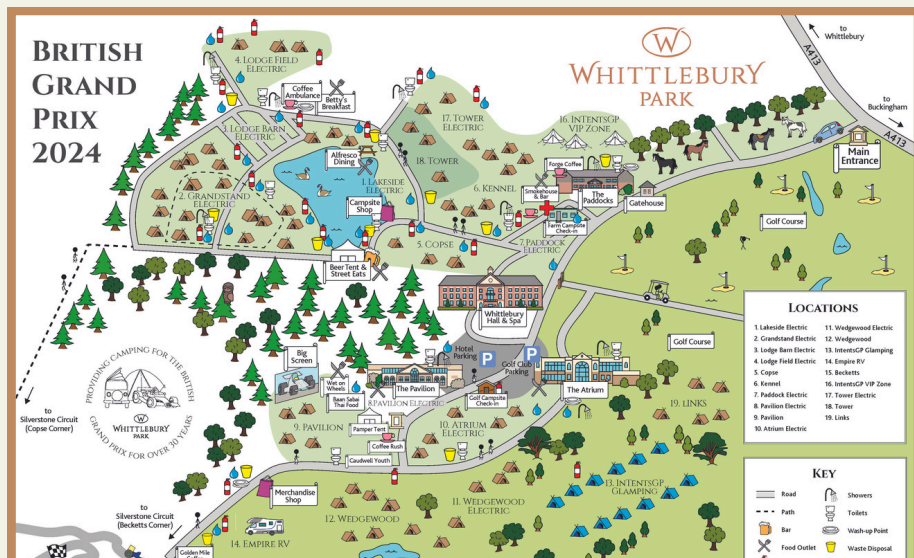 BRITISH
GRAND
PRIX
2024
WHITTLEBURY
PARK
to
Whittlebury
A413
to
Buckingham
A413
Main
Entrance
4. LODGE FIELD
ELECTRIC
Coffee
Ambulance
Betty's
Breakfast
3. LODGE BARN
ELECTRIC
17. TOWER
ELECTRIC
16. INTENTSGP
VIP ZONE
Alfresco
Dining
18. TOWER
Forge Coffee
1. LAKESIDE
ELECTRIC
6. KENNEL
Smokehouse
& Bar
The
Paddocks
Gatehouse
2. GRANDSTAND
ELECTRIC
Campsite
Shop
Farm Campsite
Check-in
Golf Course
5. COPSE
7. PADDOCK
ELECTRIC
Beer Tent &
Street Eats
Whittlebury
Hall & Spa
Golf Course
Hotel
Parking
P
P
Golf Club
Parking
Big
Screen
Wet on
Wheels
The Pavilion
The Atrium
Baan Sabai
Thai Food
8.PAVILION ELECTRIC
Golf Campsite
Check-in
19. LINKS
9. PAVILION
Pamper Tent
10. ATRIUM
ELECTRIC
Coffee Rush
Caudwell Youth
PROVIDING CAMPING FOR THE BRITISH
GRAND PRIX FOR OVER 30 YEARS
WHITTLEBURY
PARK
to
Silverstone Circuit
(Copse Corner)
to
Silverstone Circuit
(Becketts Corner)
Merchandise
Shop
13. INTENTSGP
GLAMPING
11. WEDGEWOOD
ELECTRIC
12. WEDGEWOOD
14. EMPIRE RV
Golden Mile
LOCATIONS
1. Lakeside Electric
2. Grandstand Electric
3. Lodge Barn Electric
4. Lodge Field Electric
5. Copse
6. Kennel
7. Paddock Electric
8. Pavilion Electric
9. Pavilion
10. Atrium Electric
11. Wedgewood Electric
12. Wedgewood
13. IntentsGP Glamping
14. Empire RV
15. Becketts
16. IntentsGP VIP Zone
17. Tower Electric
18. Tower
19. Links
KEY
Road
Path
Bar
Food Outlet
Showers
Toilets
Wash-up Point
Waste Disposal